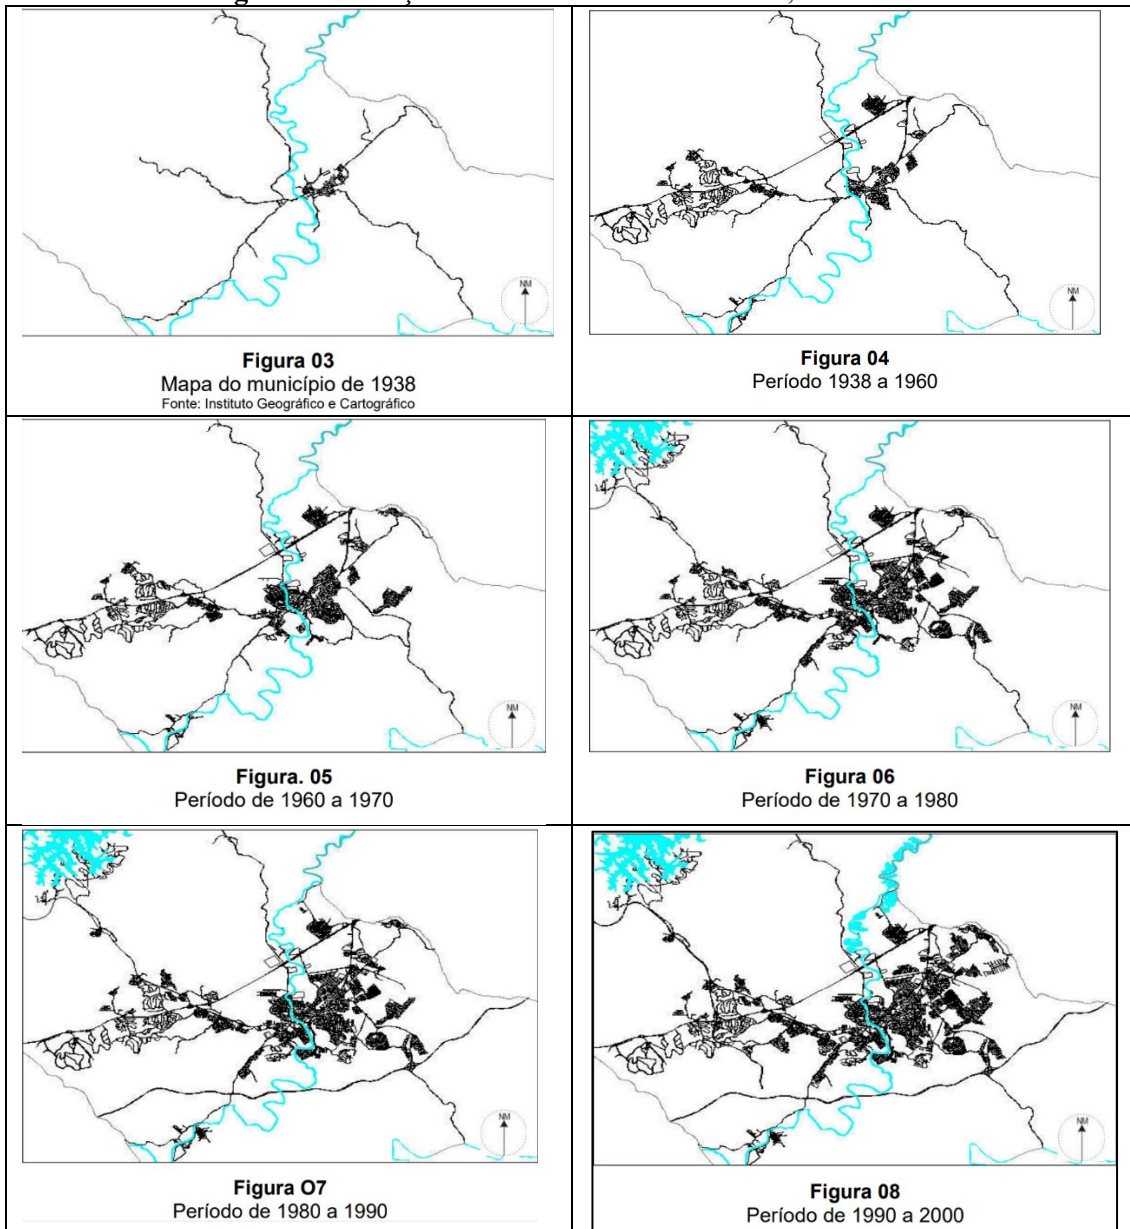 NM
NM
Figura 03
Mapa do município de 1938
Fonte: Instituto Geográfico e Cartográfico
Figura 04
Período 1938 a 1960
NM
NM
Figura. 05
Período de 1960 a 1970
Figura 06
Período de 1970 a 1980
NM
NM
Figura O7
Período de 1980 a 1990
Figura 08
Período de 1990 a 2000